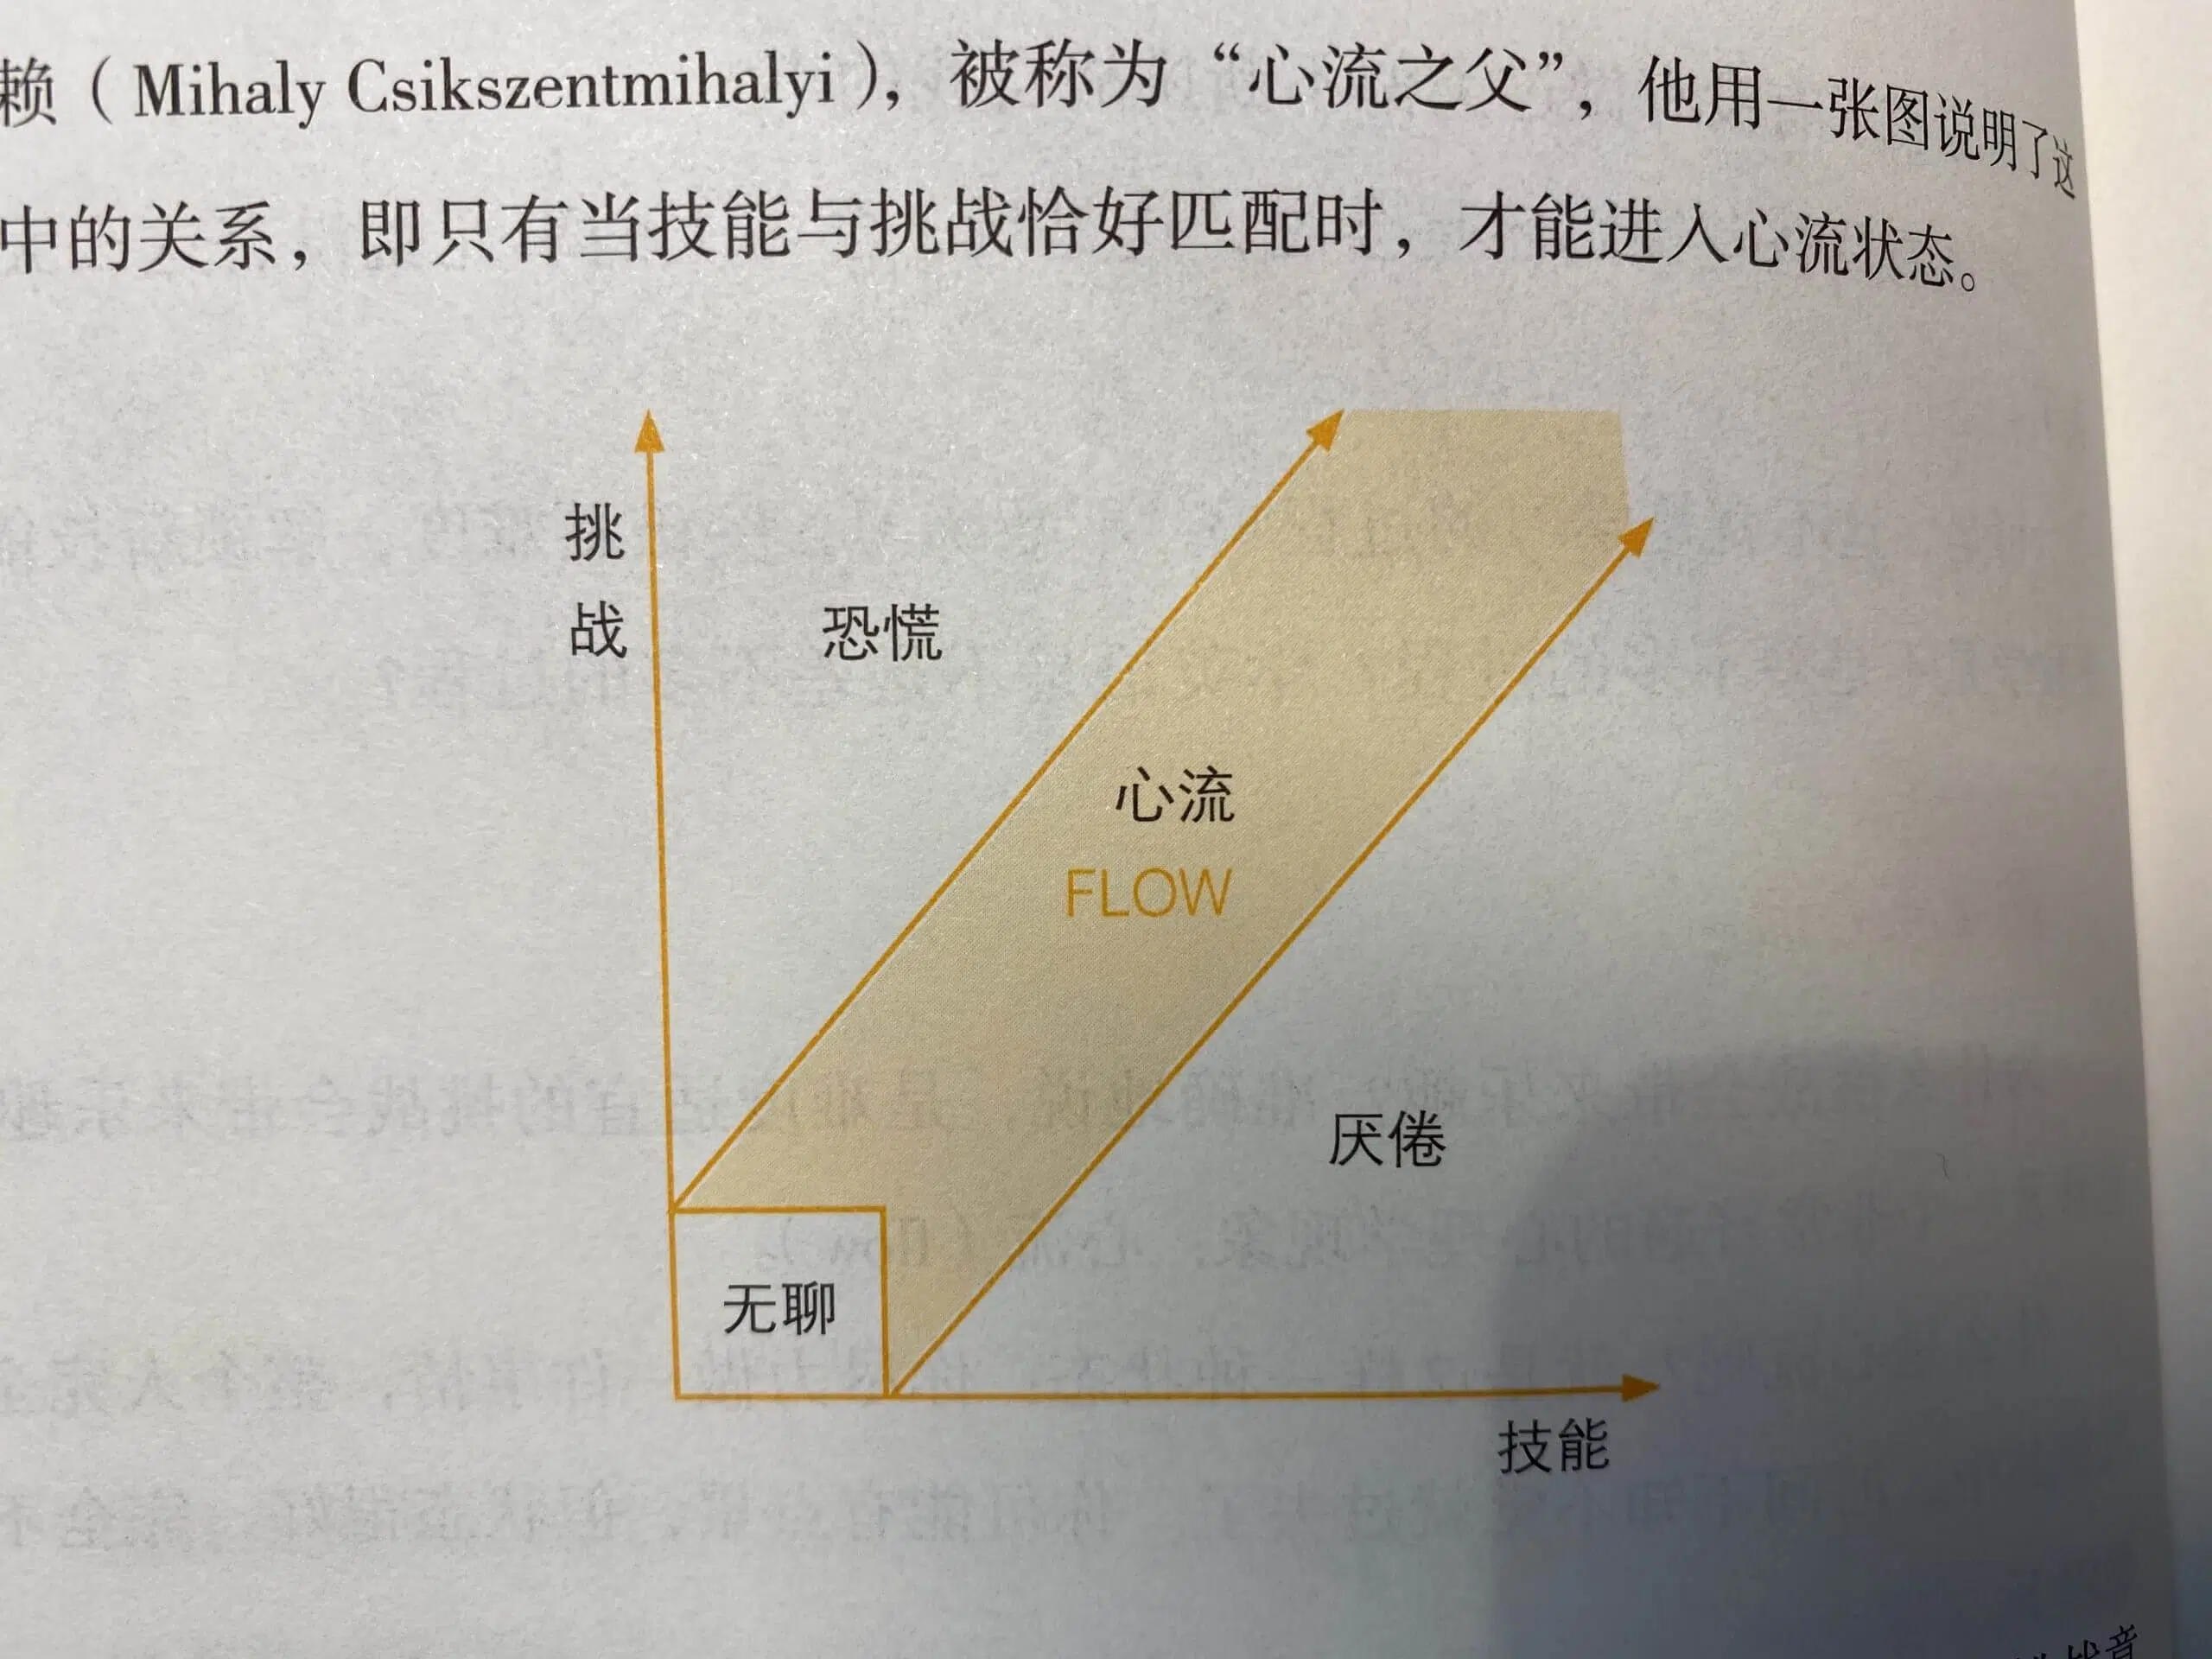 赖（Mihaly Csikszentmihalyi），被称为“心流之父”，他用一张图说明了这
中的关系，即只有当技能与挑战恰好匹配时，才能进入心流状态。
挑
战
恐慌
心流
FLOW
厌倦
无聊
技能